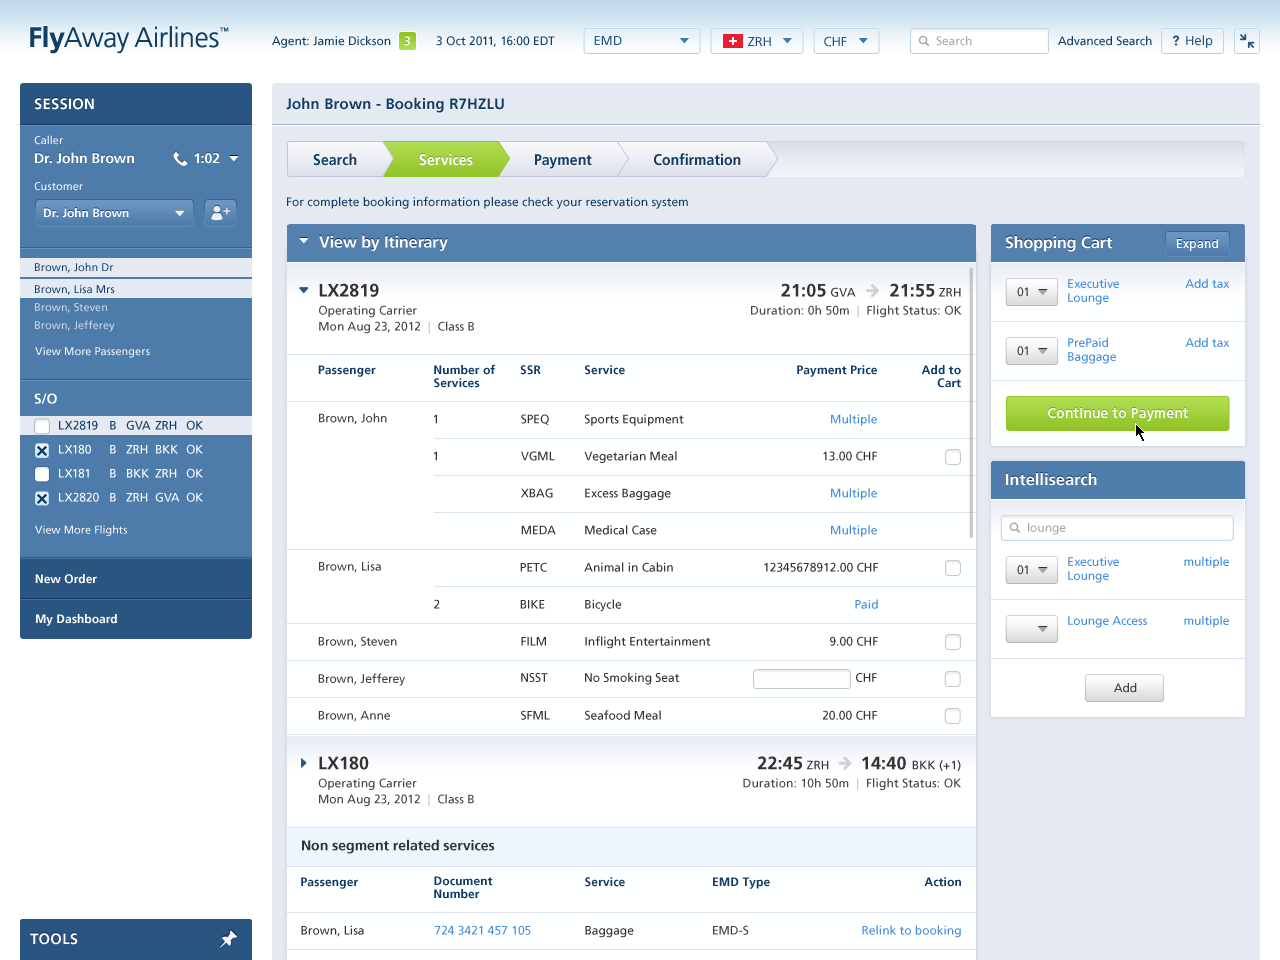 FlyAway Airlines™
Agent: Jamie Dickson 3 3 Oct 2011, 16:00 EDT EMD ZRH CHF Search Advanced Search ? Help
SESSION
Caller
Dr. John Brown 1:02
Customer
Dr. John Brown
Brown, John Dr
Brown, Lisa Mrs
Brown, Steven
Brown, Jefferey
View More Passengers
S/O
LX2819 B GVA ZRH OK
LX180 B ZRH BKK OK
LX181 B BKK ZRH OK
LX2820 B ZRH GVA OK
View More Flights
New Order
My Dashboard
TOOLS
John Brown - Booking R7HZLU
Search Services Payment Confirmation
For complete booking information please check your reservation system
View by Itinerary
LX2819 21:05 GVA 21:55 ZRH
Operating Carrier Duration: 0h 50m | Flight Status: OK
Mon Aug 23, 2012 | Class B
Passenger Number of Services SSR Service Payment Price Add to Cart
Brown, John 1 SPEQ Sports Equipment Multiple
1 VGML Vegetarian Meal 13.00 CHF
XBAG Excess Baggage Multiple
MEDA Medical Case Multiple
Brown, Lisa PETC Animal in Cabin 12345678912.00 CHF
2 BIKE Bicycle Paid
Brown, Steven FILM Inflight Entertainment 9.00 CHF
Brown, Jefferey NSST No Smoking Seat CHF
Brown, Anne SFML Seafood Meal 20.00 CHF
LX180 22:45 ZRH 14:40 BKK (+1)
Operating Carrier Duration: 10h 50m | Flight Status: OK
Mon Aug 23, 2012 | Class B
Non segment related services
Passenger Document Number Service EMD Type Action
Brown, Lisa 724 3421 457 105 Baggage EMD-S Relink to booking
Shopping Cart Expand
01 Executive Lounge Add tax
01 PrePaid Baggage Add tax
Continue to Payment
Intellisearch
lounge
01 Executive Lounge multiple
Lounge Access multiple
Add